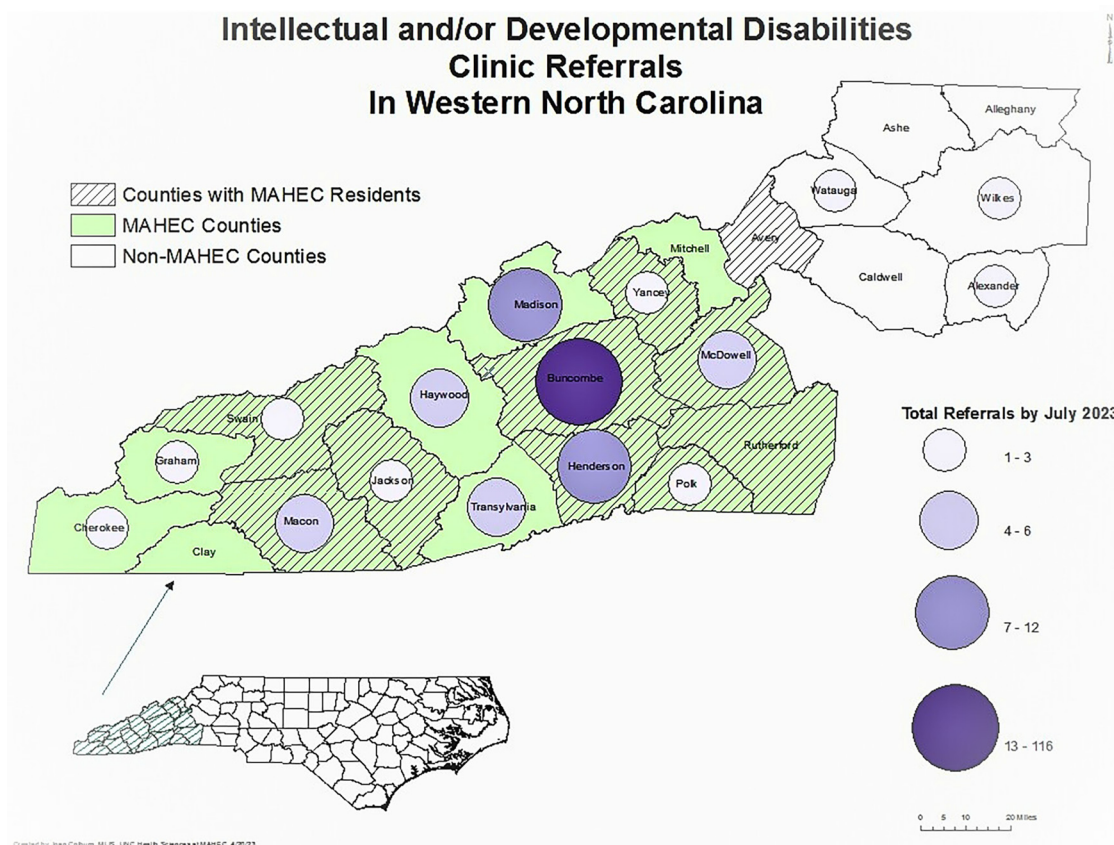 Intellectual and/or Developmental Disabilities
Clinic Referrals
In Western North Carolina
N
Alleghany
Ashe
Counties with MAHEC Residents
MAHEC Counties
Non-MAHEC Counties
Watauga
Wilkes
Avery
Mitchell
Caldwell
Alexander
Yancey
Madison
McDowell
Buncombe
Haywood
Swain
Rutherford
Henderson
Graham
Jackson
Polk
Transylvania
Cherokee
Macon
Clay
Total Referrals by July 2023
1 - 3
4 - 6
7 - 12
13 - 116
0 5 10 20 Miles